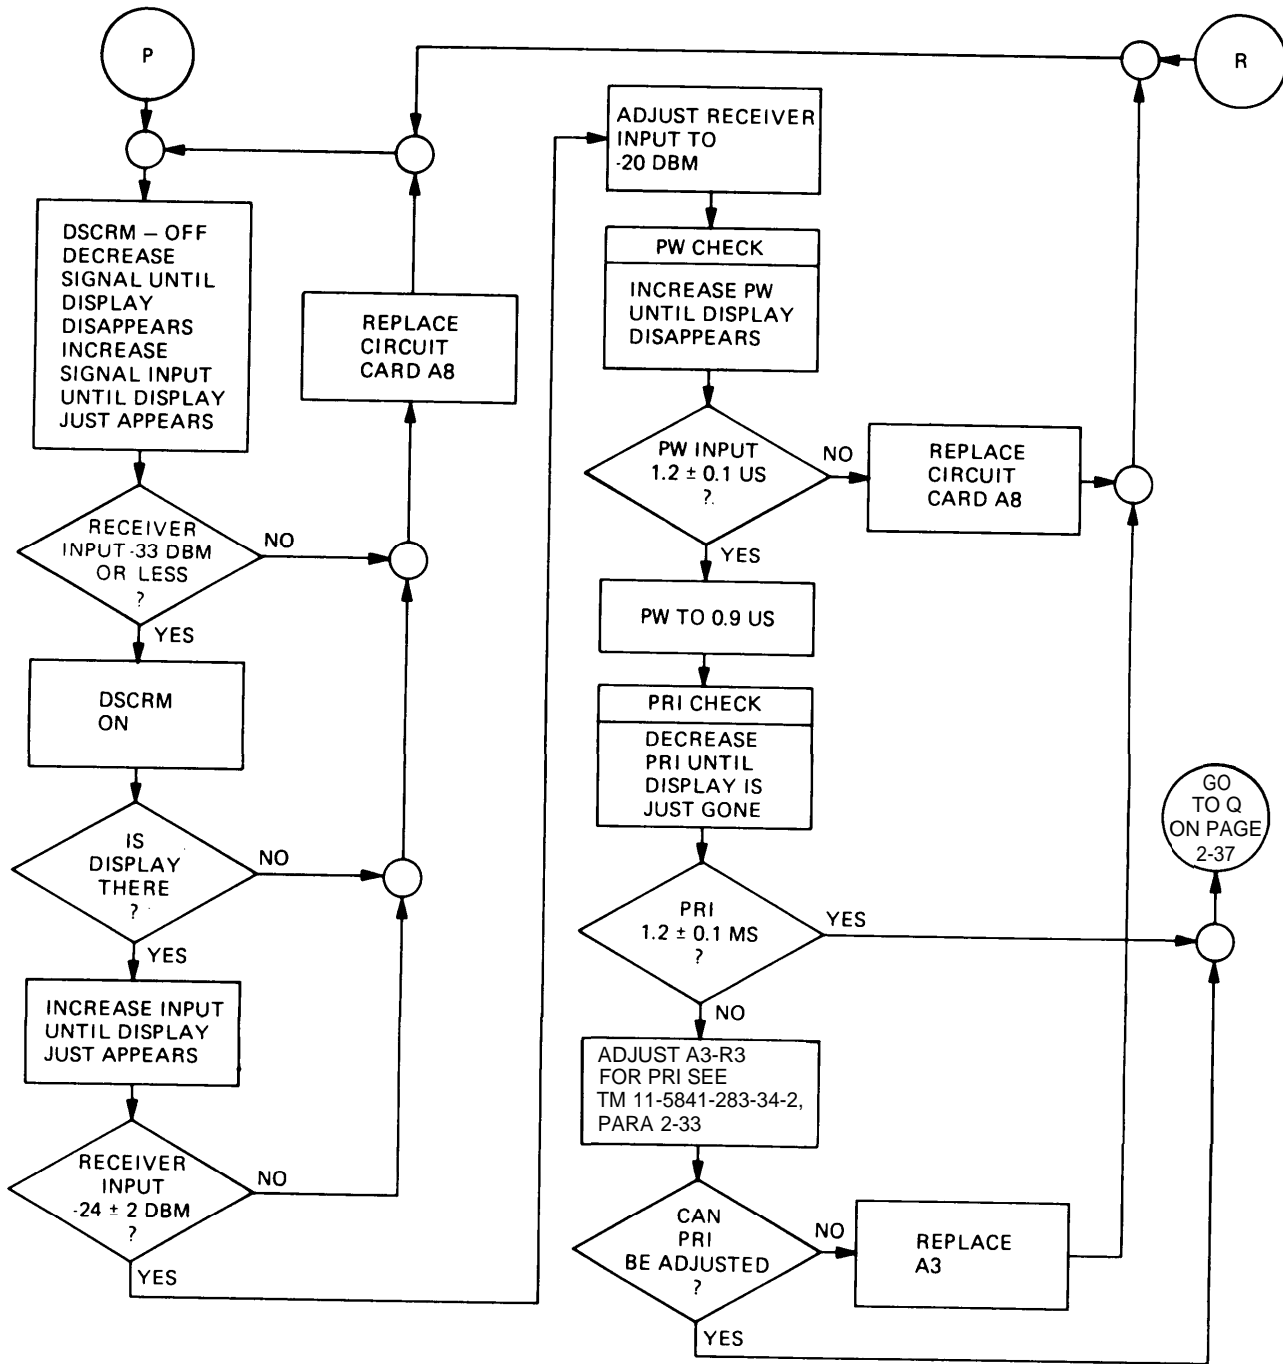 P
DSCRM – OFF
DECREASE
SIGNAL UNTIL
DISPLAY
DISAPPEARS
INCREASE
SIGNAL INPUT
UNTIL DISPLAY
JUST APPEARS
RECEIVER
INPUT -33 DBM
OR LESS
?
NO
YES
REPLACE
CIRCUIT
CARD A8
DSCRM
ON
IS
DISPLAY
THERE
?
NO
YES
INCREASE INPUT
UNTIL DISPLAY
JUST APPEARS
RECEIVER
INPUT
-24 ± 2 DBM
?
NO
YES
ADJUST RECEIVER
INPUT TO
-20 DBM
PW CHECK
INCREASE PW
UNTIL DISPLAY
DISAPPEARS
PW INPUT
1.2 ± 0.1 US
?
NO
YES
REPLACE
CIRCUIT
CARD A8
PW TO 0.9 US
PRI CHECK
DECREASE
PRI UNTIL
DISPLAY IS
JUST GONE
PRI
1.2 ± 0.1 MS
?
YES
NO
ADJUST A3-R3
FOR PRI SEE
TM 11-5841-283-34-2,
PARA 2-33
CAN
PRI
BE ADJUSTED
?
NO
YES
REPLACE
A3
R
GO
TO Q
ON PAGE
2-37